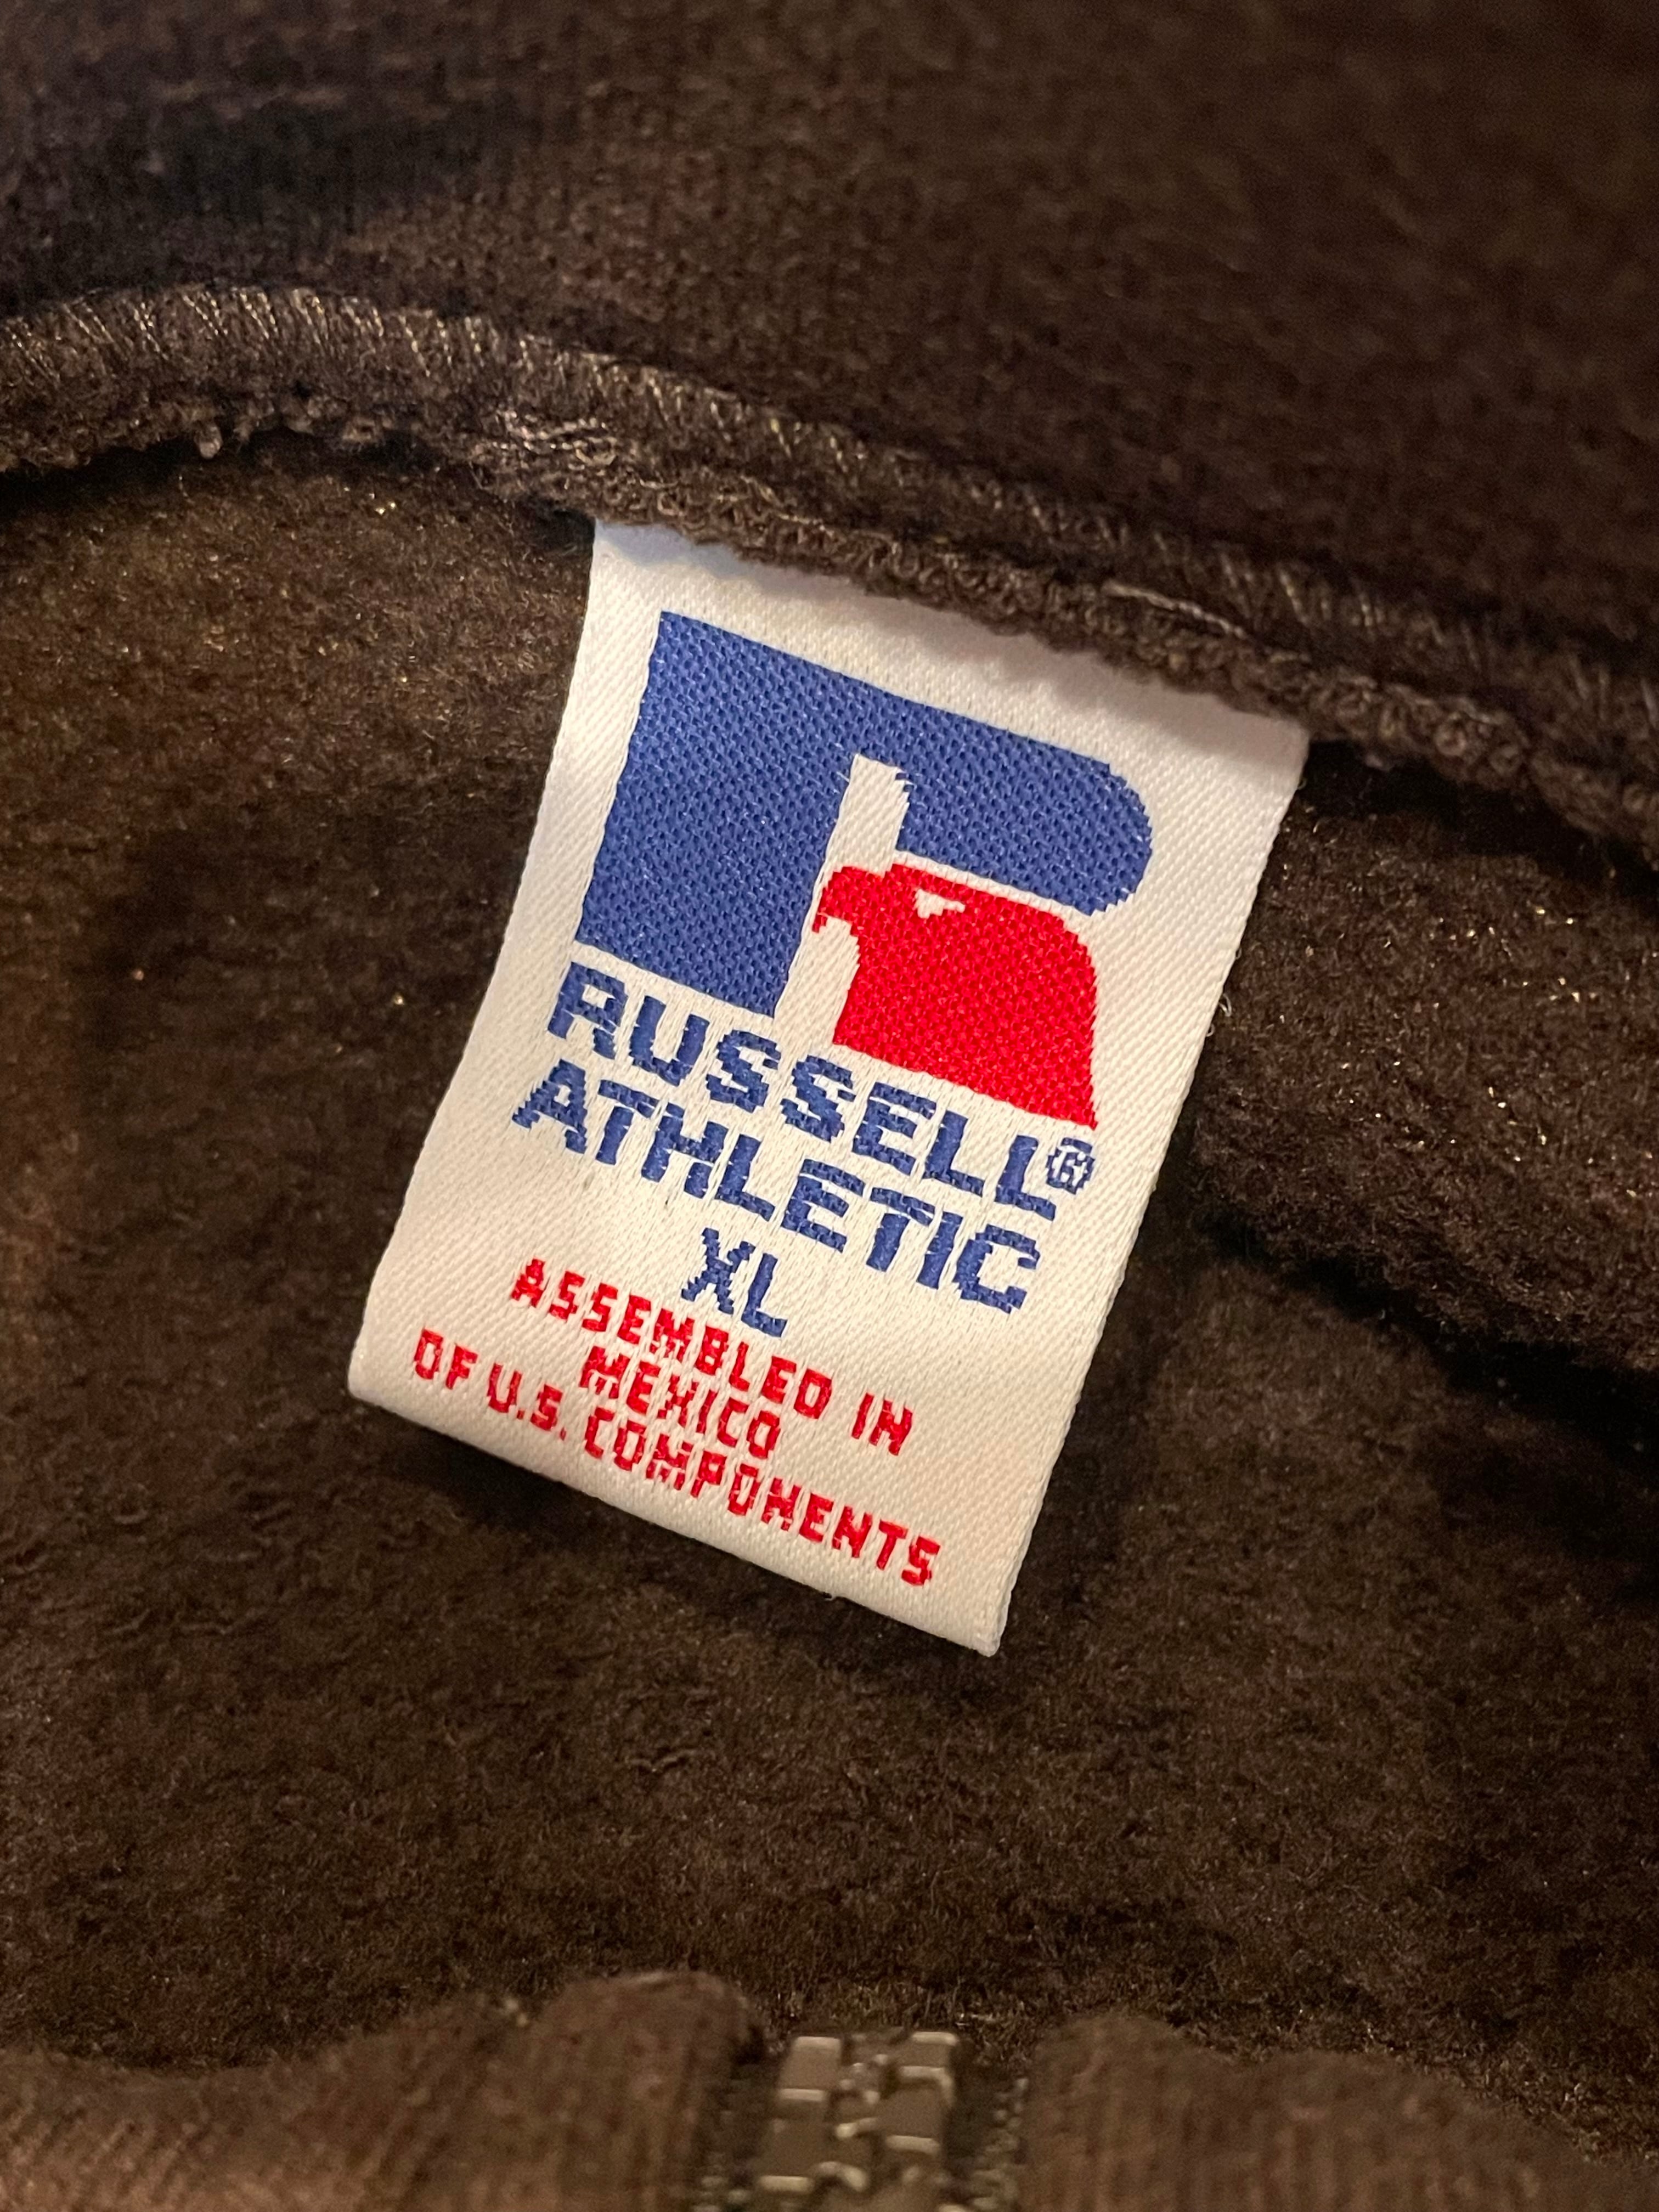 RUSSELL®
ATHLETIC
XL
ASSEMBLED IN
MEXICO
OF U.S. COMPONENTS